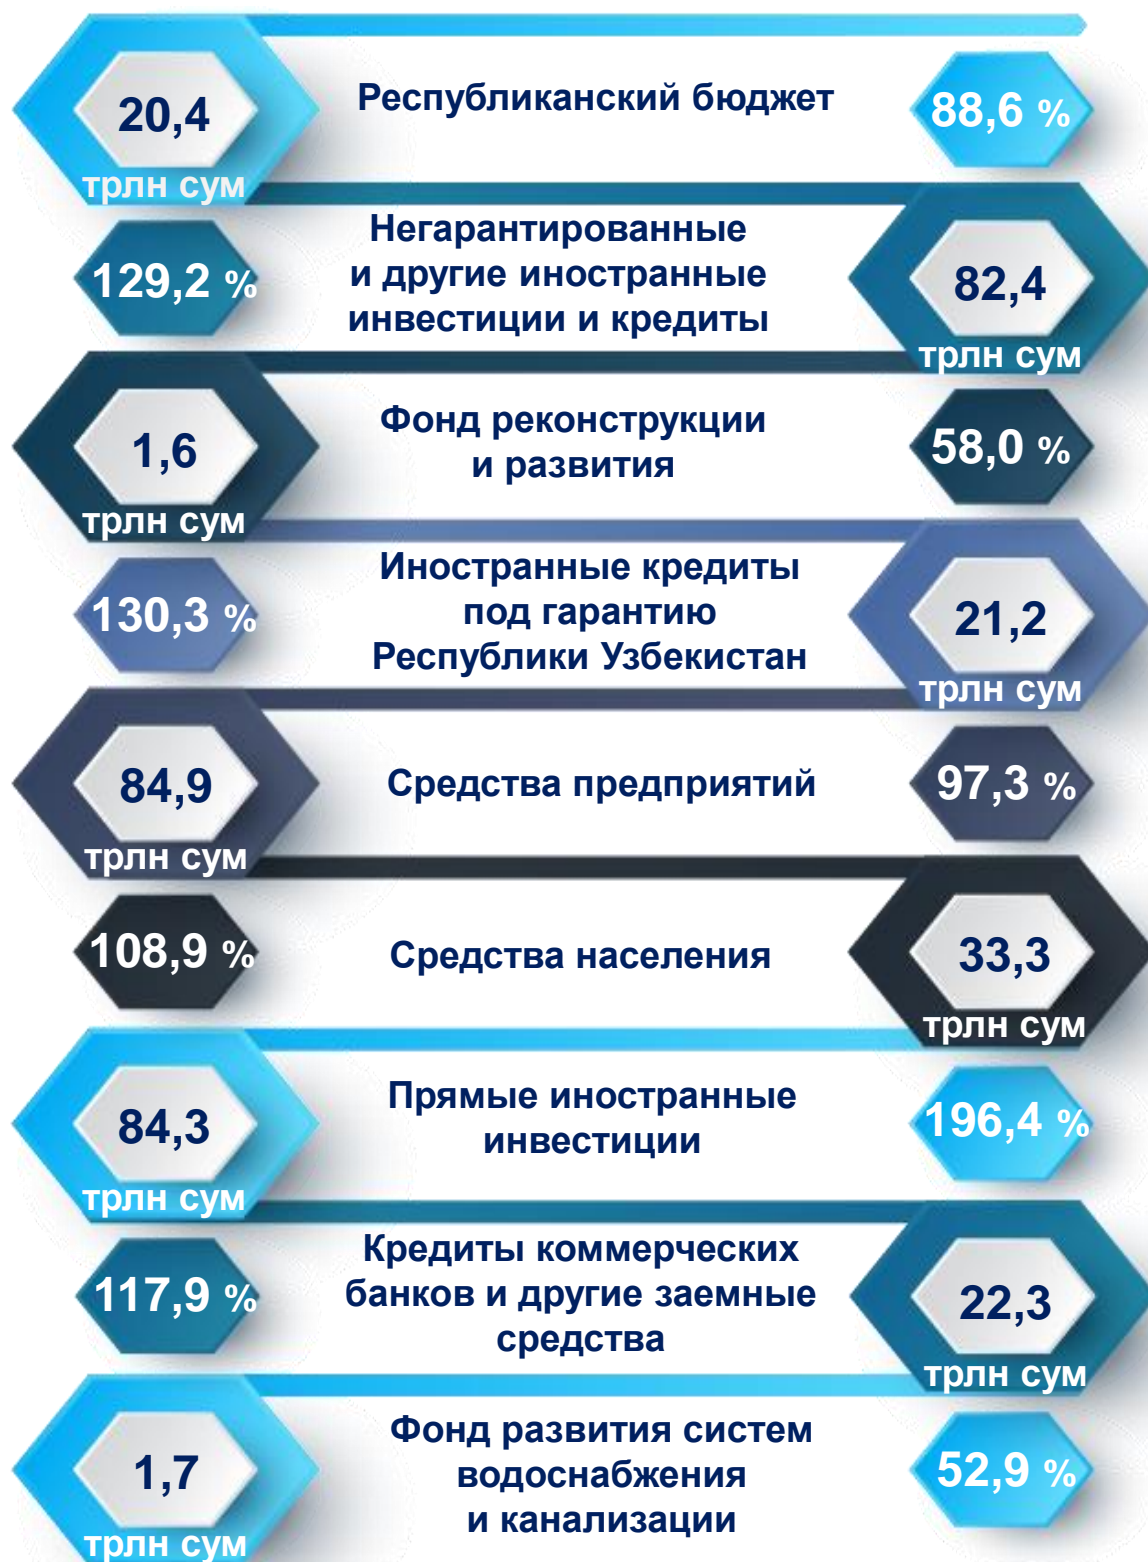 20,4
трлн сум
Республиканский бюджет
88,6 %
129,2 %
Негарантированные
и другие иностранные
инвестиции и кредиты
82,4
трлн сум
1,6
трлн сум
Фонд реконструкции
и развития
58,0 %
130,3 %
Иностранные кредиты
под гарантию
Республики Узбекистан
21,2
трлн сум
84,9
трлн сум
Средства предприятий
97,3 %
108,9 %
Средства населения
33,3
трлн сум
84,3
трлн сум
Прямые иностранные
инвестиции
196,4 %
117,9 %
Кредиты коммерческих
банков и другие заемные
средства
22,3
трлн сум
1,7
трлн сум
Фонд развития систем
водоснабжения
и канализации
52,9 %